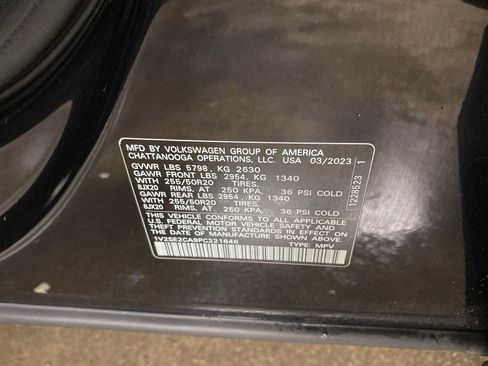 MFD BY VOLKSWAGEN GROUP OF AMERICA
CHATTANOOGA OPERATIONS, LLC. USA 03/2023
GVWR LBS 5798, KG 2630
GAWR FRONT LBS 2954, KG 1340
WITH 255/50R20 TIRES.
8JX20 RIMS. AT 250 KPA. 36 PSI COLD
GAWR REAR LBS 2954, KG 1340
WITH 255/50R20 TIRES.
8JX20 RIMS. AT 250 KPA. 36 PSI COLD
THIS VEHICLE CONFORMS TO ALL APPLICABLE
U.S. FEDERAL MOTOR VEHICLE SAFETY AND
THEFT PREVENTION STANDARDS IN EFFECT ON
THE DATE OF MANUFACTURE SHOWN ABOVE.
1V2SE2CA9PC221646 TYPE: MPV
1228523 1